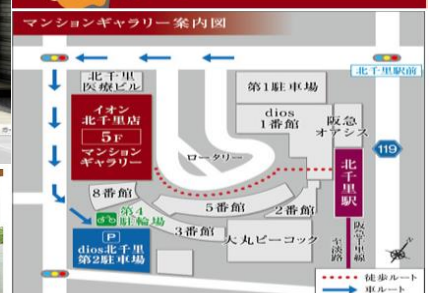 マンションギャラリー案内図
北千里駅前
北千里
医療ビル
第1駐車場
イオン
北千里店
5F
マンション
ギャラリー
dios
1番館
阪急
オアシス
119
ロータリー
北千里駅
8番館
5番館
2番館
第4
駐輪場
3番館
大丸ピーコック
P
dios北千里
第2駐車場
至淡路
阪急千里線
徒歩ルート
車ルート